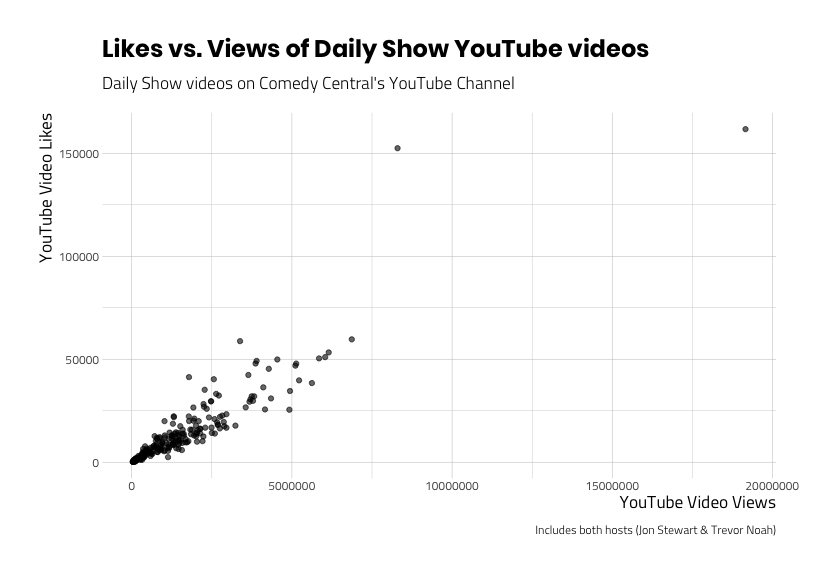 Likes vs. Views of Daily Show YouTube videos
Daily Show videos on Comedy Central's YouTube Channel
YouTube Video Likes
150000
100000
50000
0
0 5000000 10000000 15000000 20000000
YouTube Video Views
Includes both hosts (Jon Stewart & Trevor Noah)